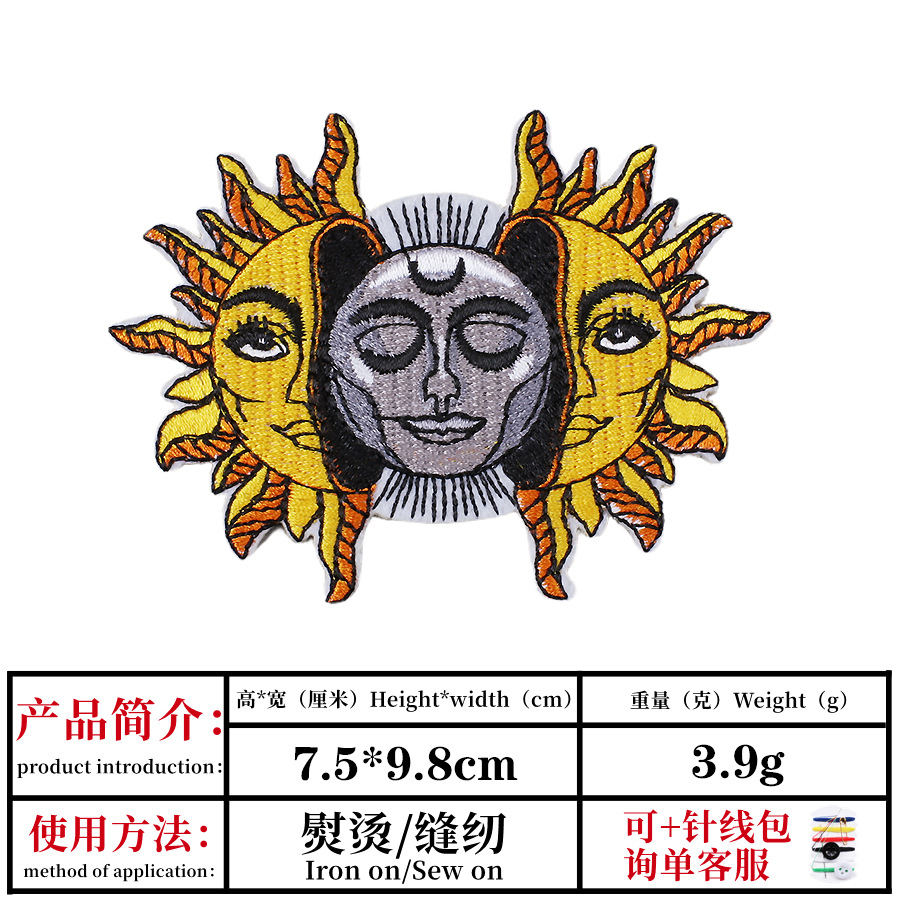 产品简介：
product introduction:
高*宽（厘米）Height*width（cm）
7.5*9.8cm
重量（克）Weight（g）
3.9g
使用方法：
method of application:
熨烫/缝纫
Iron on/Sew on
可+针线包
询单客服